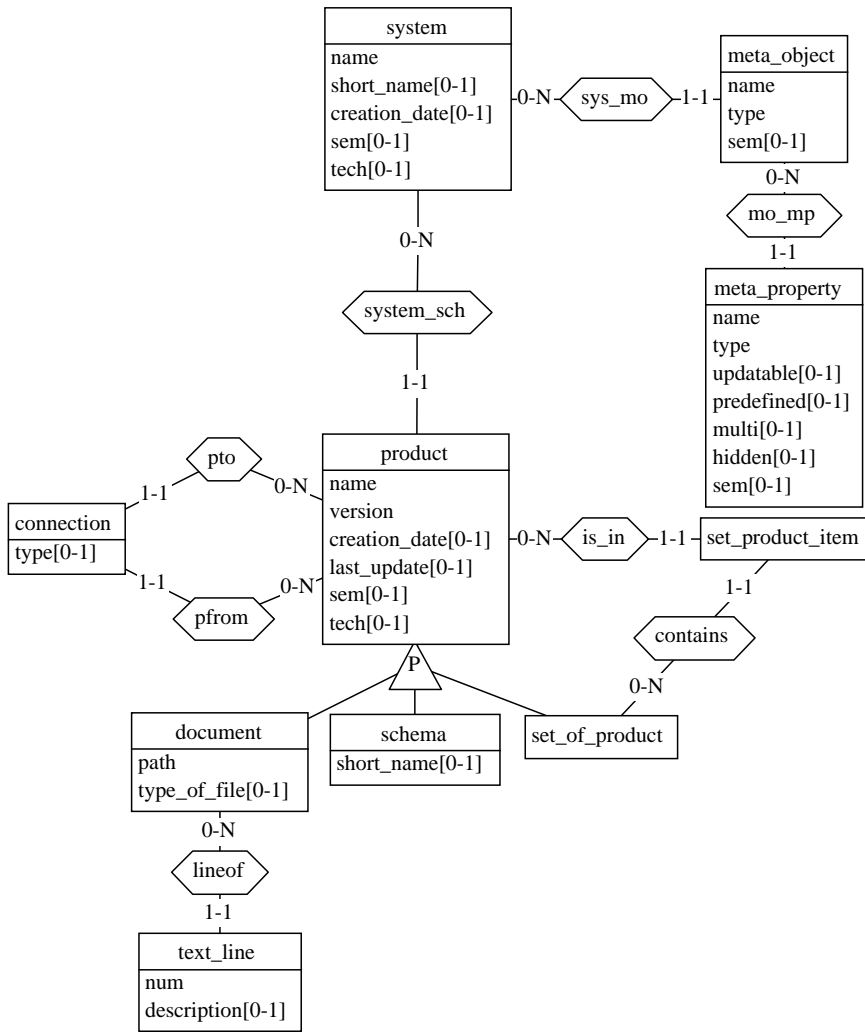 system
name
short_name[0-1]
creation_date[0-1]
sem[0-1]
tech[0-1]
0-N
sys_mo
1-1
meta_object
name
type
sem[0-1]
0-N
mo_mp
1-1
meta_property
name
type
updatable[0-1]
predefined[0-1]
multi[0-1]
hidden[0-1]
sem[0-1]
0-N
system_sch
1-1
product
name
version
creation_date[0-1]
last_update[0-1]
sem[0-1]
tech[0-1]
pto
1-1
0-N
connection
type[0-1]
1-1
0-N
pfrom
0-N
is_in
1-1
set_product_item
1-1
contains
0-N
P
document
path
type_of_file[0-1]
schema
short_name[0-1]
set_of_product
0-N
lineof
1-1
text_line
num
description[0-1]